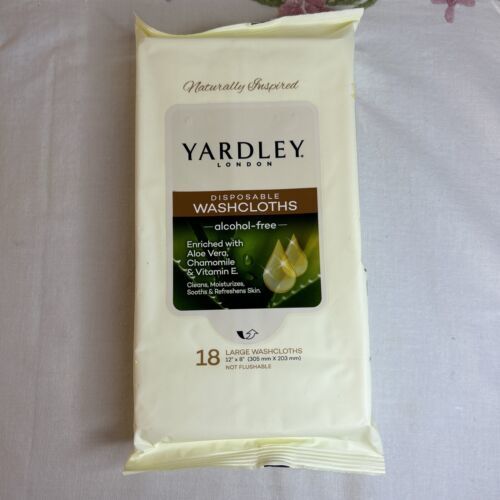 Naturally Inspired
YARDLEY
LONDON
DISPOSABLE
WASHCLOTHS
alcohol-free
Enriched with
Aloe Vera,
Chamomile
& Vitamin E.
Cleans, Moisturizes,
Sooths & Refreshens Skin.
18 LARGE WASHCLOTHS
12" x 8" (305 mm X 203 mm)
NOT FLUSHABLE